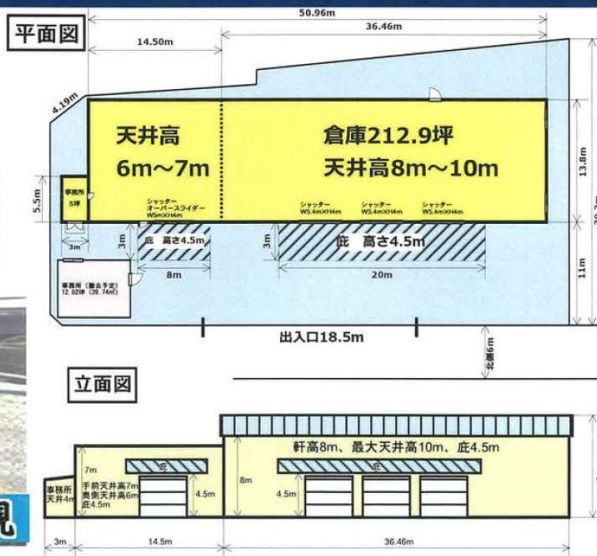 平面図
50.96m
36.46m
14.50m
4.19m
天井高
6m~7m
倉庫212.9坪
天井高8m~10m
13.8m
5.5m
事務所
5坪
シャッター
オーバースライダー
W5m×H4m
シャッター
W5.4m×H4m
シャッター
W5.4m×H4m
シャッター
W5.4m×H4m
3m
3m
庇 高さ4.5m
8m
3m
庇 高さ4.5m
20m
11m
事務所(撤去予定)
12.02坪(39.74㎡)
出入口18.5m
北側6m
立面図
軒高8m、最大天井高10m、庇4.5m
7m
手前天井高7m
奥側天井高6m
庇4.5m
庇
4.5m
8m
庇
4.5m
事務所
天井4m
3m
14.5m
36.46m
観